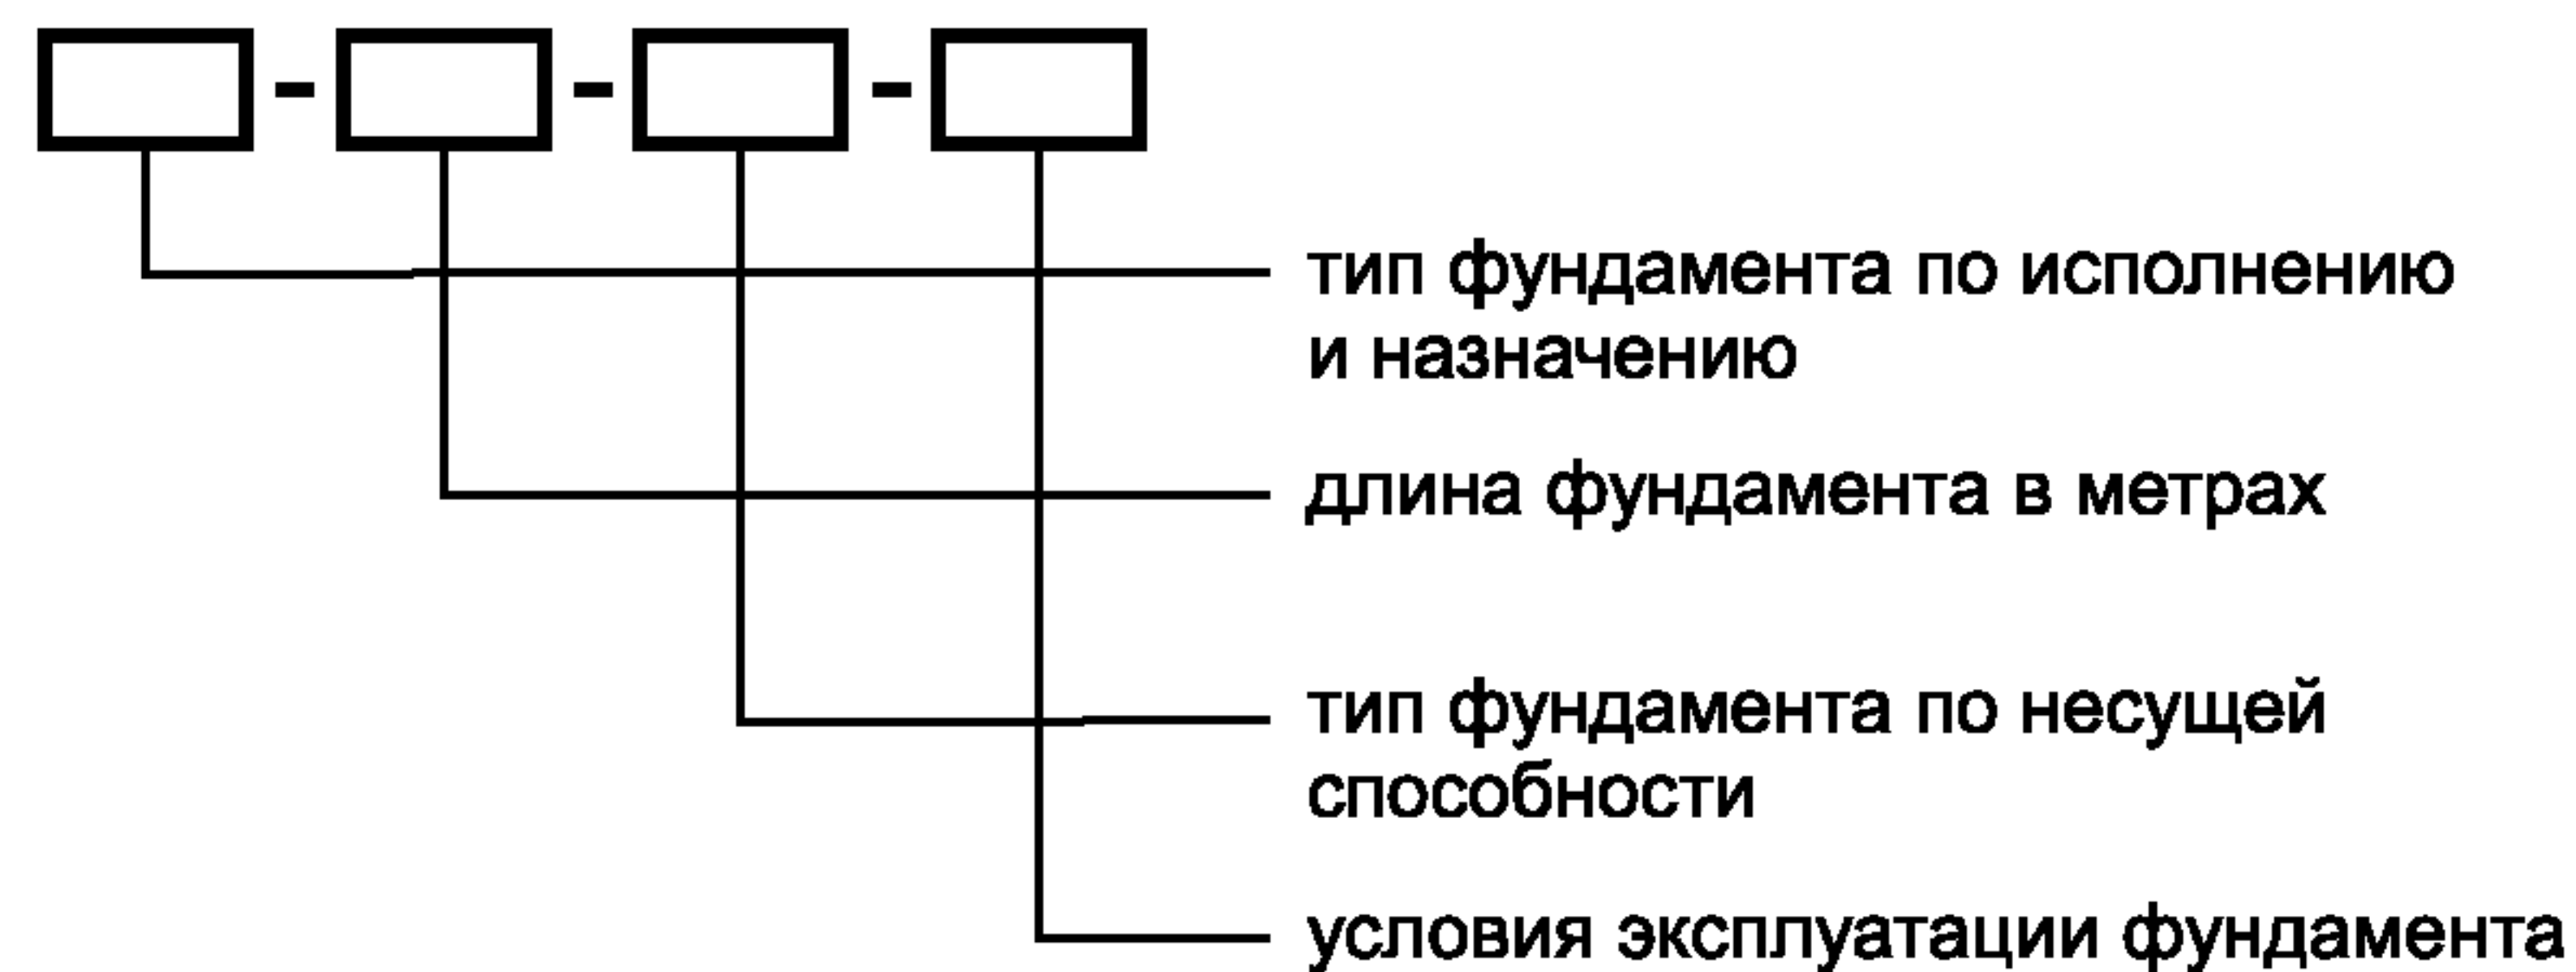 тип фундамента по исполнению
и назначению
длина фундамента в метрах
тип фундамента по несущей
способности
условия эксплуатации фундамента